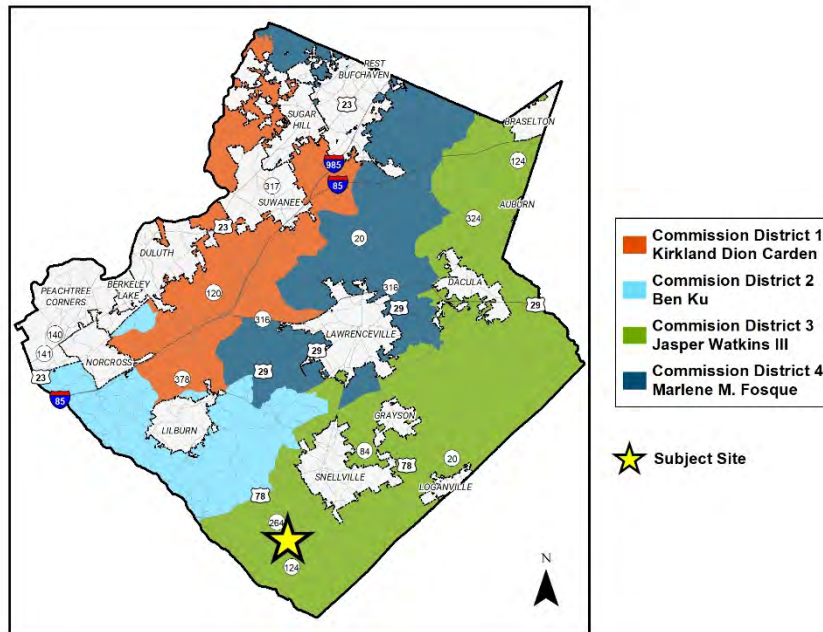 REST
BUFCHAVEN
23
SUGAR
HILL
BRASELTON
985
85
124
317
SUWANEE
AUBORN
324
23
20
DULUTH
DACULA
316
BERKELEY
LAKE
PEACHTREE
CORNERS
29
29
120
316
LAWRENCEVILLE
140
141
NORCROSS
29
29
23
378
85
LILBURN
GRAYSON
84
78
20
SNELLVILLE
LOGANVILLE
78
264
124
N
Commission District 1
Kirkland Dion Carden
Commision District 2
Ben Ku
Commission District 3
Jasper Watkins III
Commission District 4
Marlene M. Fosque
Subject Site